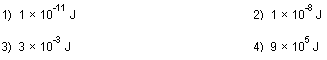 1) 1 × 10⁻¹¹ J 2) 1 × 10⁻⁸ J
3) 3 × 10⁻³ J 4) 9 × 10⁵ J